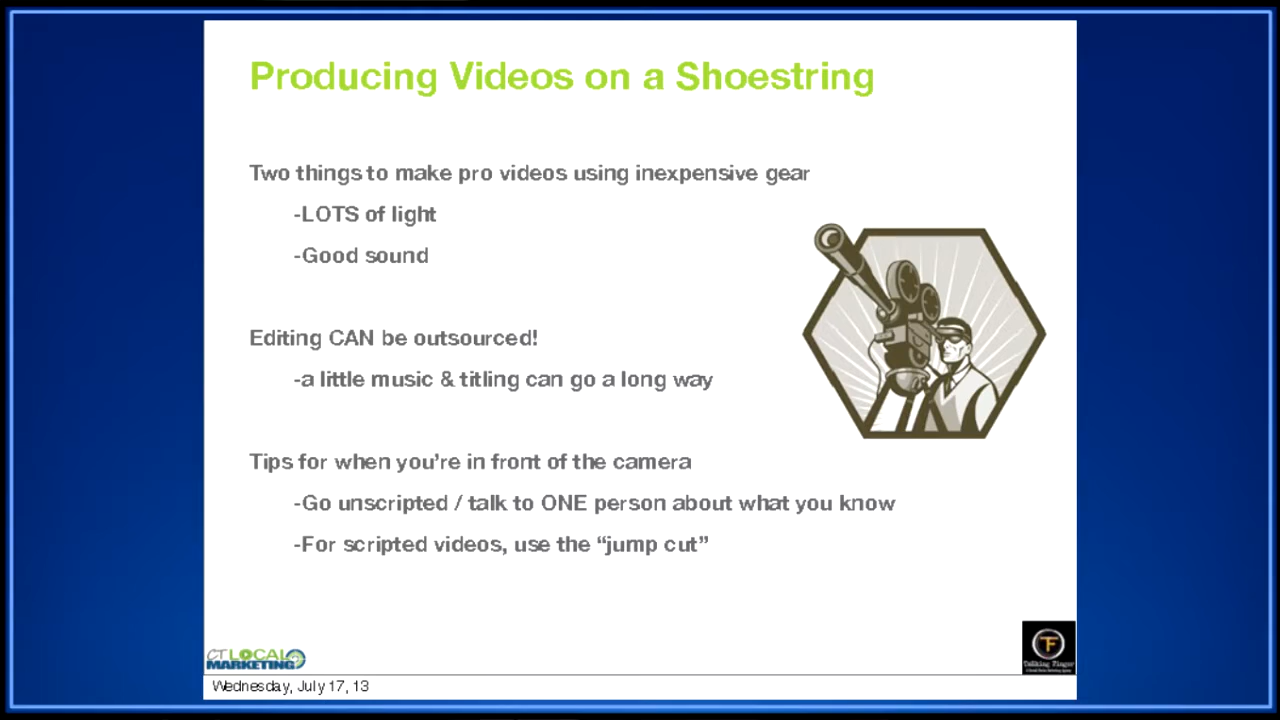 Producing Videos on a Shoestring
Two things to make pro videos using inexpensive gear
-LOTS of light
-Good sound
Editing CAN be outsourced!
-a little music & titling can go a long way
Tips for when you’re in front of the camera
-Go unscripted / talk to ONE person about what you know
-For scripted videos, use the “jump cut”
CT LOCAL
MARKETING
TF
Talking Finger
Wednesday, July 17, 13